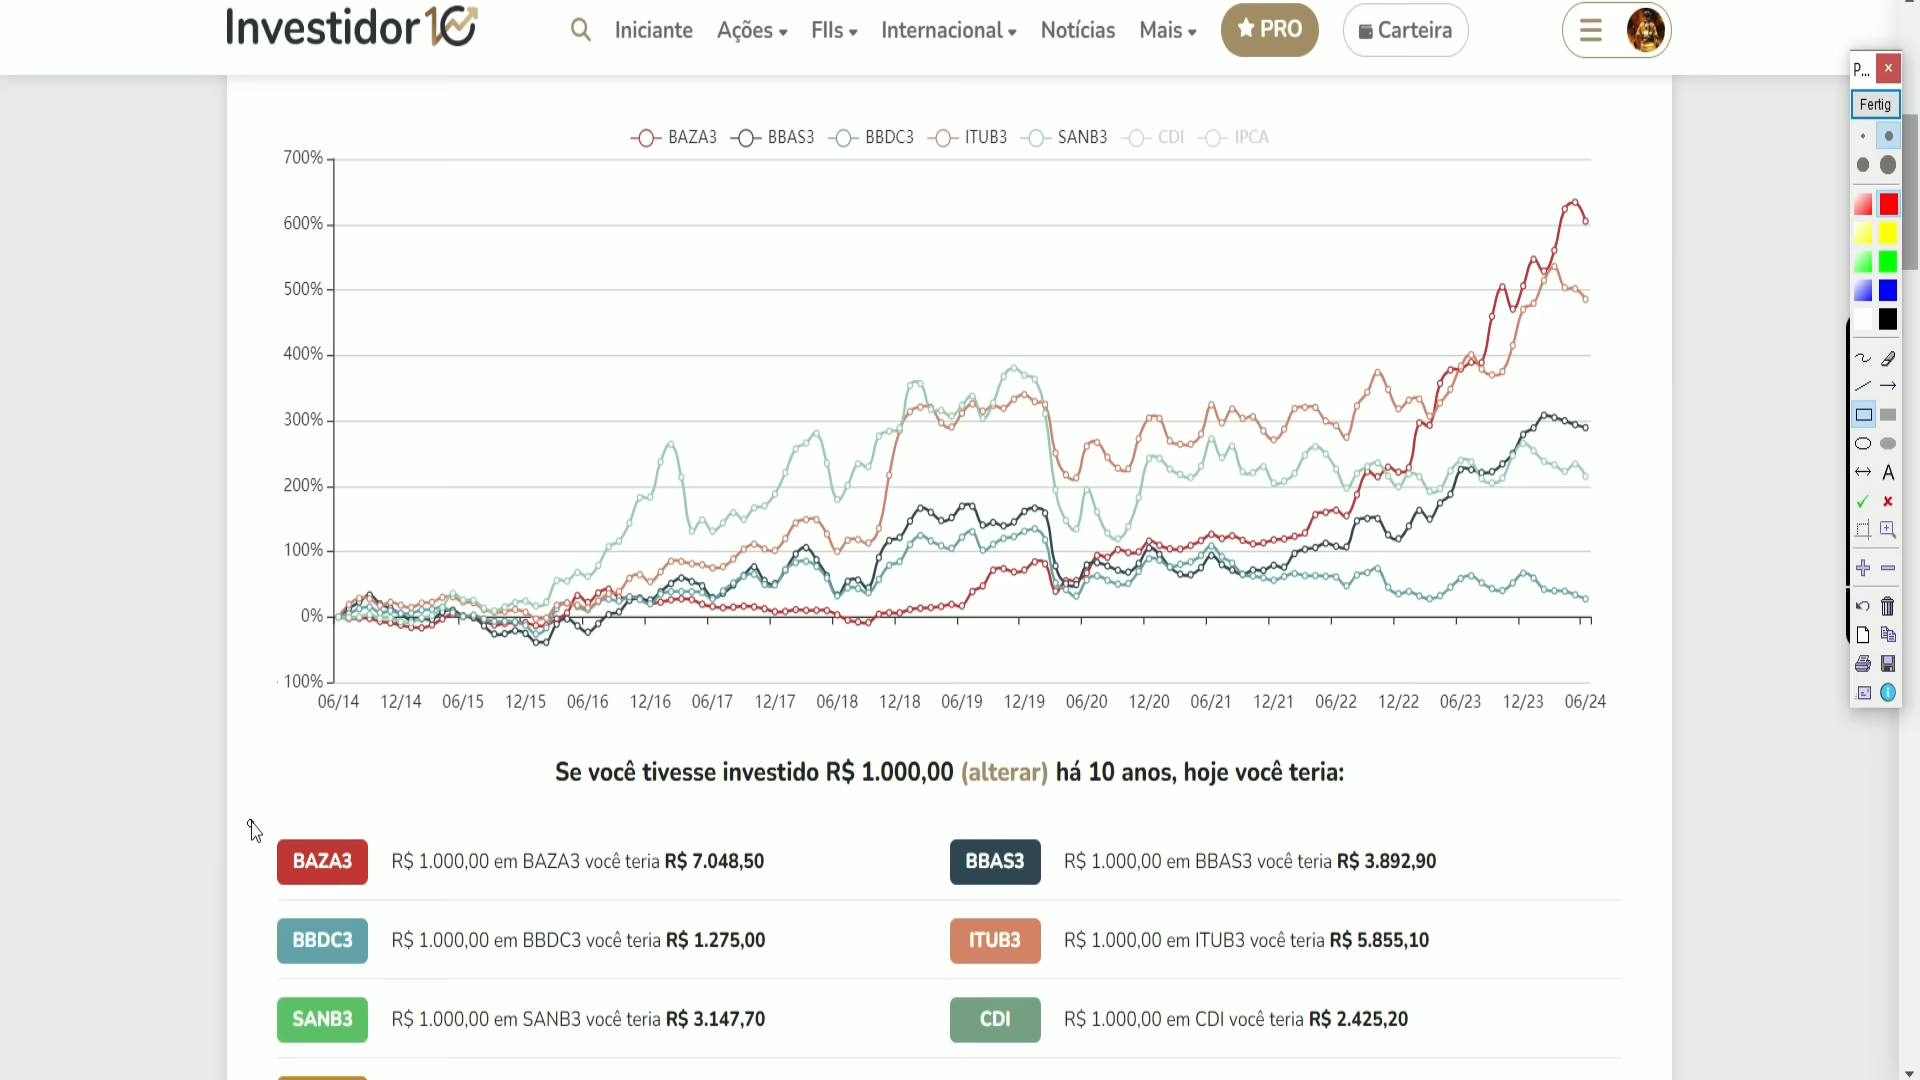 Investidor 10
Iniciante Ações FIIs Internacional Notícias Mais PRO Carteira
P...
Fertig
A
BAZA3 BBAS3 BBDC3 ITUB3 SANB3 CDI IPCA
700%
600%
500%
400%
300%
200%
100%
0%
- 100%
06/14 12/14 06/15 12/15 06/16 12/16 06/17 12/17 06/18 12/18 06/19 12/19 06/20 12/20 06/21 12/21 06/22 12/22 06/23 12/23 06/24
Se você tivesse investido R$ 1.000,00 (alterar) há 10 anos, hoje você teria:
BAZA3 R$ 1.000,00 em BAZA3 você teria R$ 7.048,50
BBAS3 R$ 1.000,00 em BBAS3 você teria R$ 3.892,90
BBDC3 R$ 1.000,00 em BBDC3 você teria R$ 1.275,00
ITUB3 R$ 1.000,00 em ITUB3 você teria R$ 5.855,10
SANB3 R$ 1.000,00 em SANB3 você teria R$ 3.147,70
CDI R$ 1.000,00 em CDI você teria R$ 2.425,20